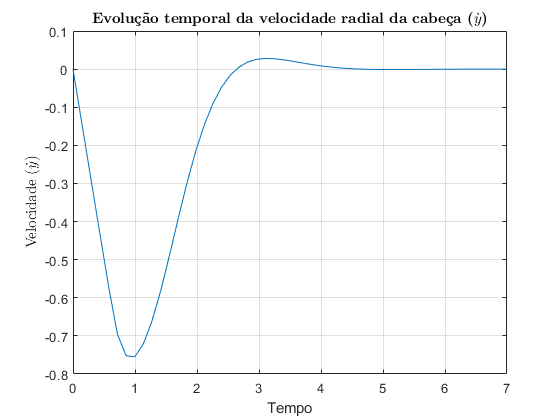 Evolução temporal da velocidade radial da cabeça (ẏ)
0.1
0
-0.1
-0.2
-0.3
-0.4
-0.5
-0.6
-0.7
-0.8
Velocidade (ẏ)
0 1 2 3 4 5 6 7
Tempo